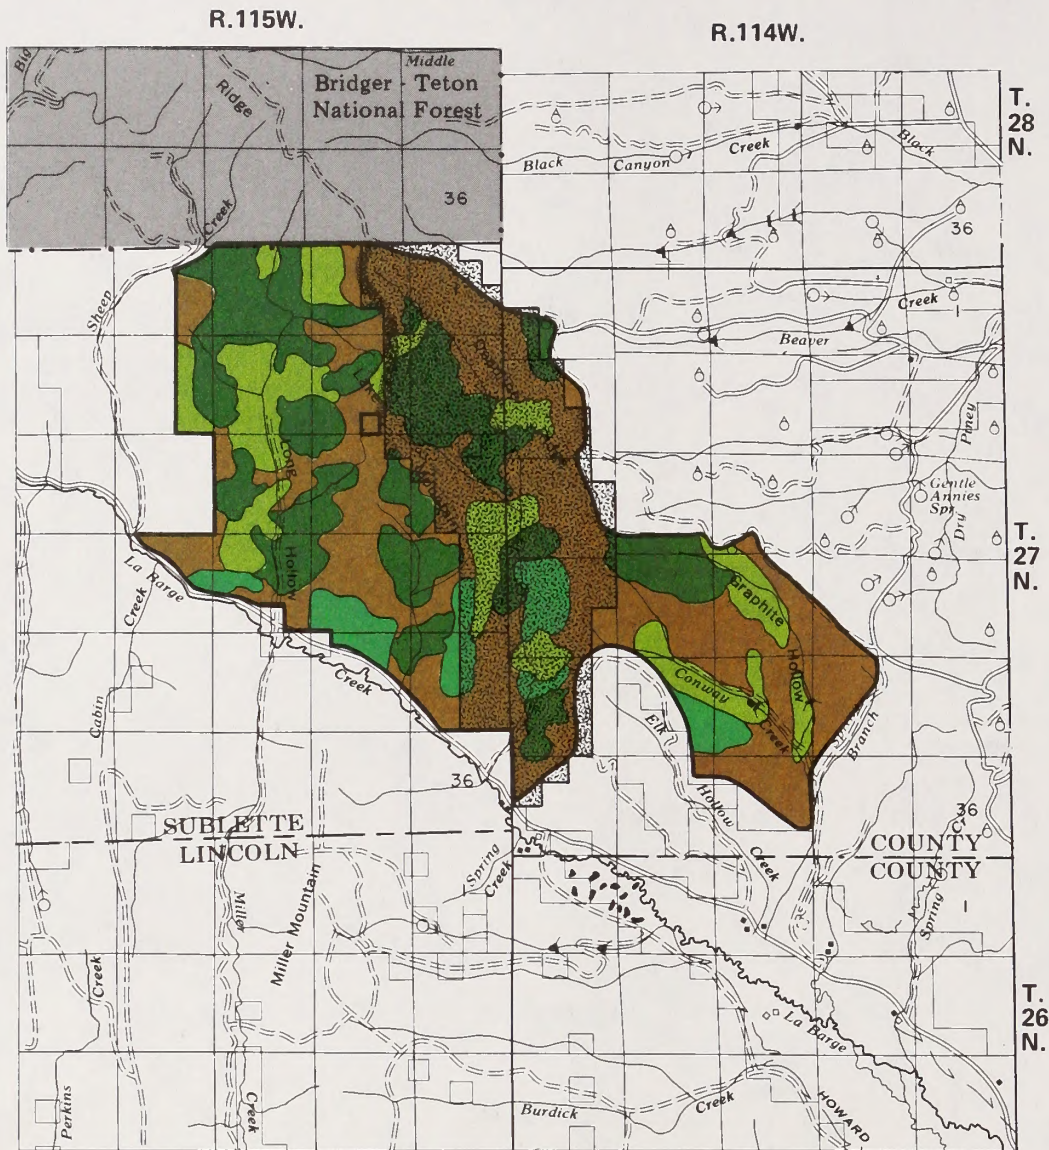 R.115W.
R.114W.
Big
Middle
Bridger - Teton
National Forest
Ridge
T.
28
N.
Black Canyon Creek
Black
36
Creek
36
Sheep
Creek
Beaver
I
Piney
Gentle
Annies
Spr
Dry
Long
Hollow
T.
27
N.
La Barge
Creek
Graphite
Hollow
Conway
Creek
Cabin
Creek
Elk
Hollow
Creek
Branch
36
36
SUBLETTE
LINCOLN
COUNTY
COUNTY
Spring
Creek
Miller
Creek
Miller Mountain
Spring
I
Creek
Perkins
La Barge
T.
26
N.
Burdick
Creek
HOWARD